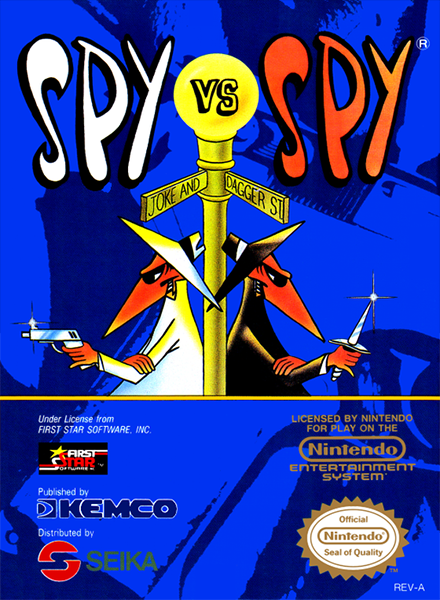 SPY VS SPY ®
JOKE AND DAGGER ST
Under License from
FIRST STAR SOFTWARE, INC.
FIRST
STAR
SOFTWARE
Published by
KEMCO
Distributed by
SEIKA
LICENSED BY NINTENDO
FOR PLAY ON THE
Nintendo
ENTERTAINMENT
SYSTEM
Official
Nintendo
Seal of Quality
TM
REV-A